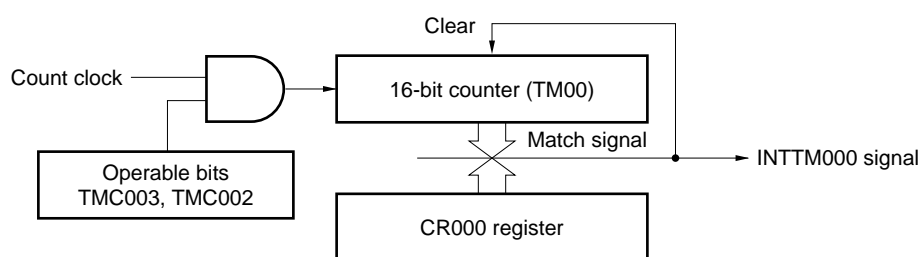 Clear
Count clock
16-bit counter (TM00)
Match signal
INTTM000 signal
Operable bits
TMC003, TMC002
CR000 register